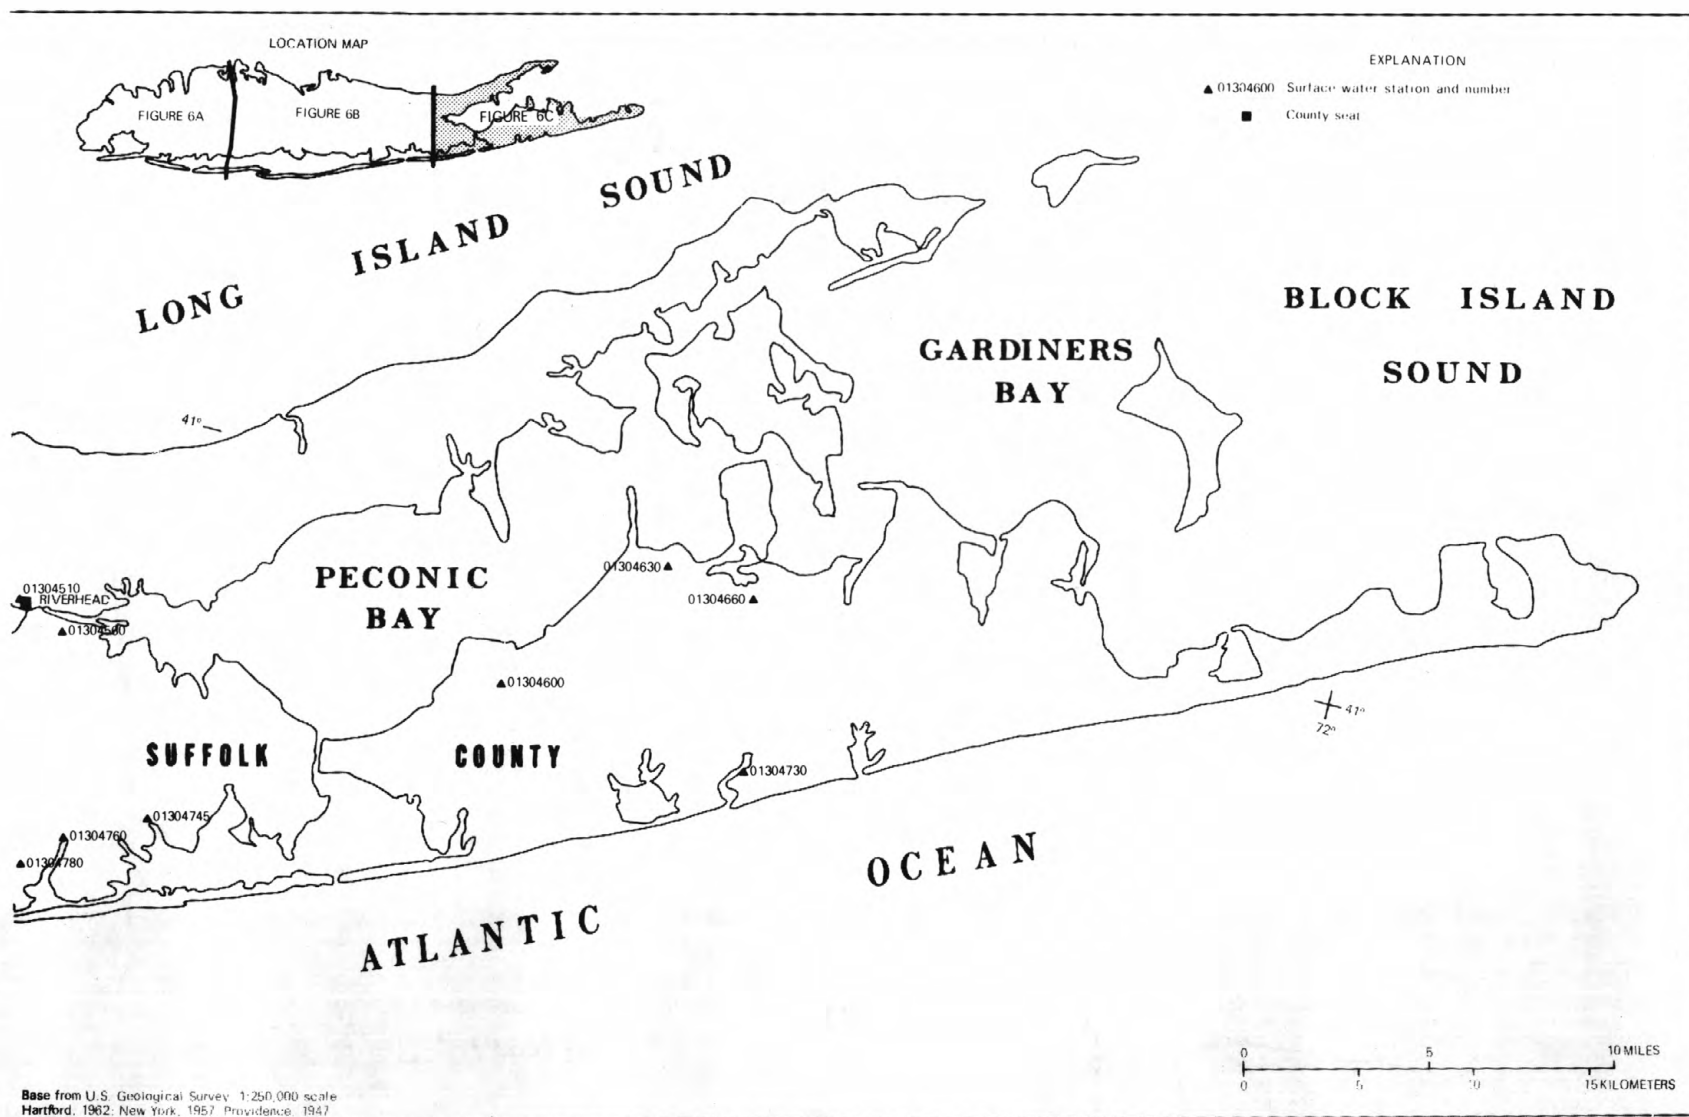 LOCATION MAP
FIGURE 6A
FIGURE 6B
FIGURE 6C
EXPLANATION
01304600 Surface water station and number
County seat
LONG ISLAND SOUND
BLOCK ISLAND
SOUND
GARDINERS
BAY
41°
PECONIC
BAY
01304510
RIVERHEAD
01304630
01304660
01304600
41°
72°
SUFFOLK COUNTY
01304730
01304745
01304760
01304780
ATLANTIC OCEAN
0 5 10 MILES
0 5 10 15 KILOMETERS
Base from U.S. Geological Survey 1:250,000 scale
Hartford, 1962; New York, 1957 Providence, 1947